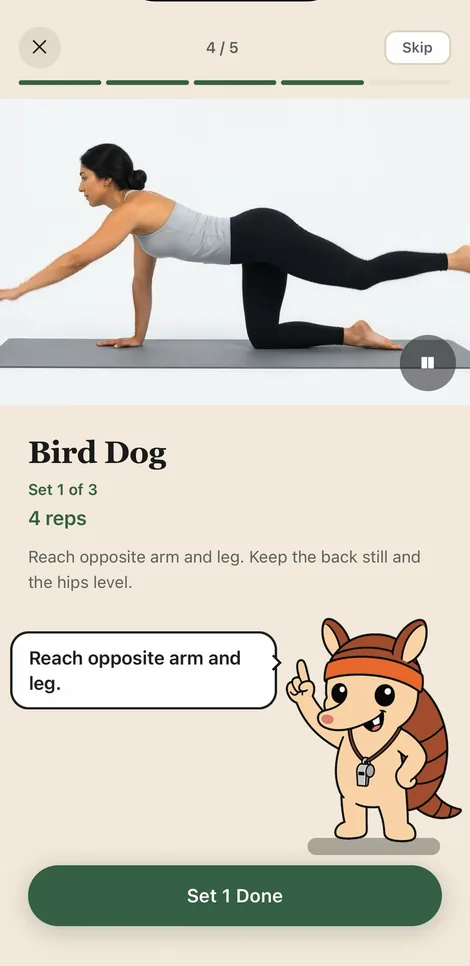 4 / 5
Skip
Bird Dog
Set 1 of 3
4 reps
Reach opposite arm and leg. Keep the back still and
the hips level.
Reach opposite arm and
leg.
Set 1 Done